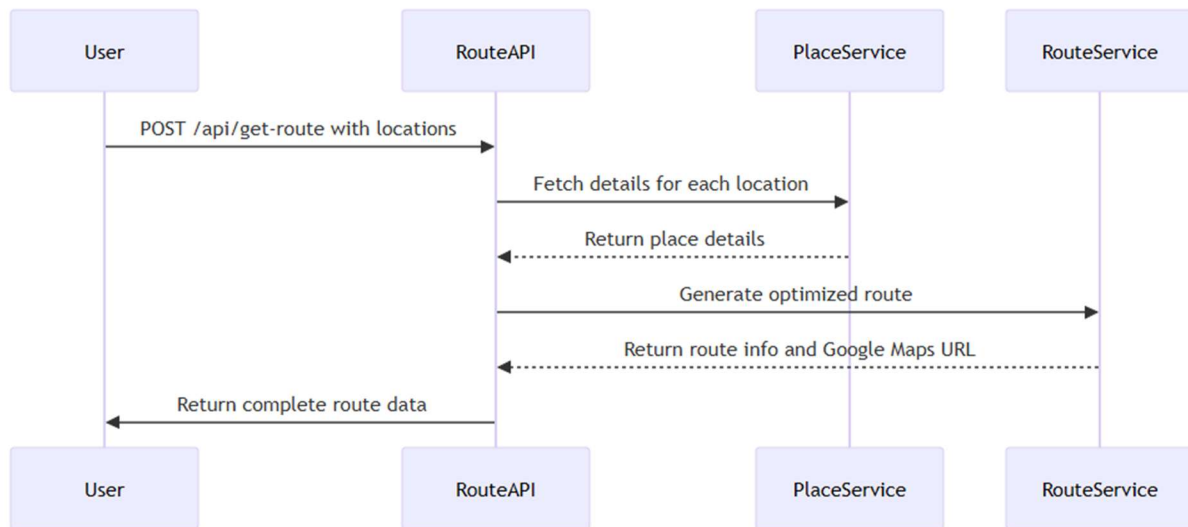 User
RouteAPI
PlaceService
RouteService
POST /api/get-route with locations
Fetch details for each location
Return place details
Generate optimized route
Return route info and Google Maps URL
Return complete route data
User
RouteAPI
PlaceService
RouteService